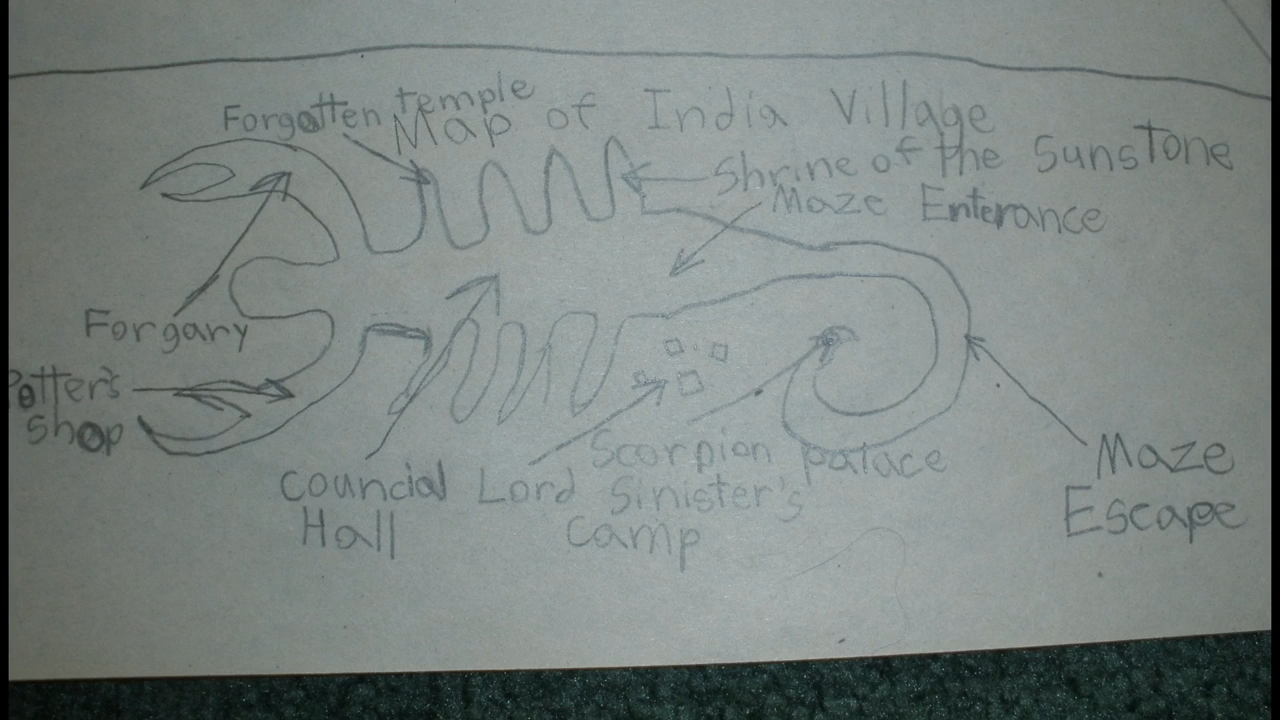 Forgotten temple
Map of India Village
Shrine of the SunsTone
Maze Enterance
Forgary
Potter's
Shop
Councial
Hall
Lord Sinister's
Camp
Scorpion palace
Maze
Escape